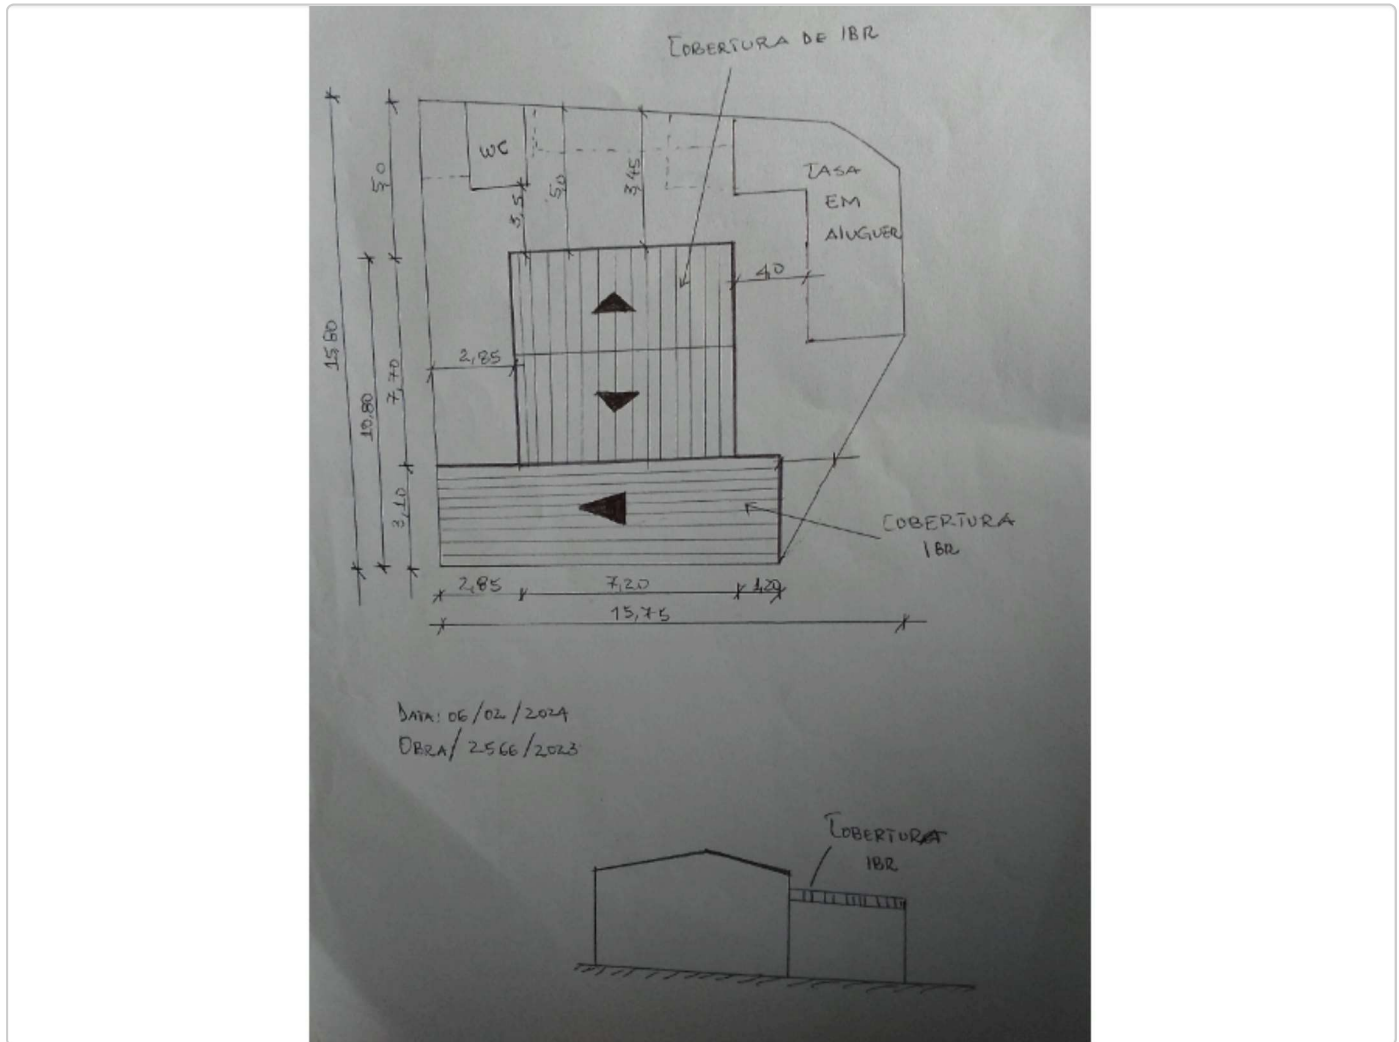 COBERTURA DE IBR
WC
5,0
3,5
5,0
3,45
CASA
EM
ALUGUER
4,0
15,80
10,80
7,70
2,85
3,10
COBERTURA
IBR
2,85
7,20
1,20
15,75
DATA: 06/02/2024
OBRA/2566/2023
COBERTURA
IBR